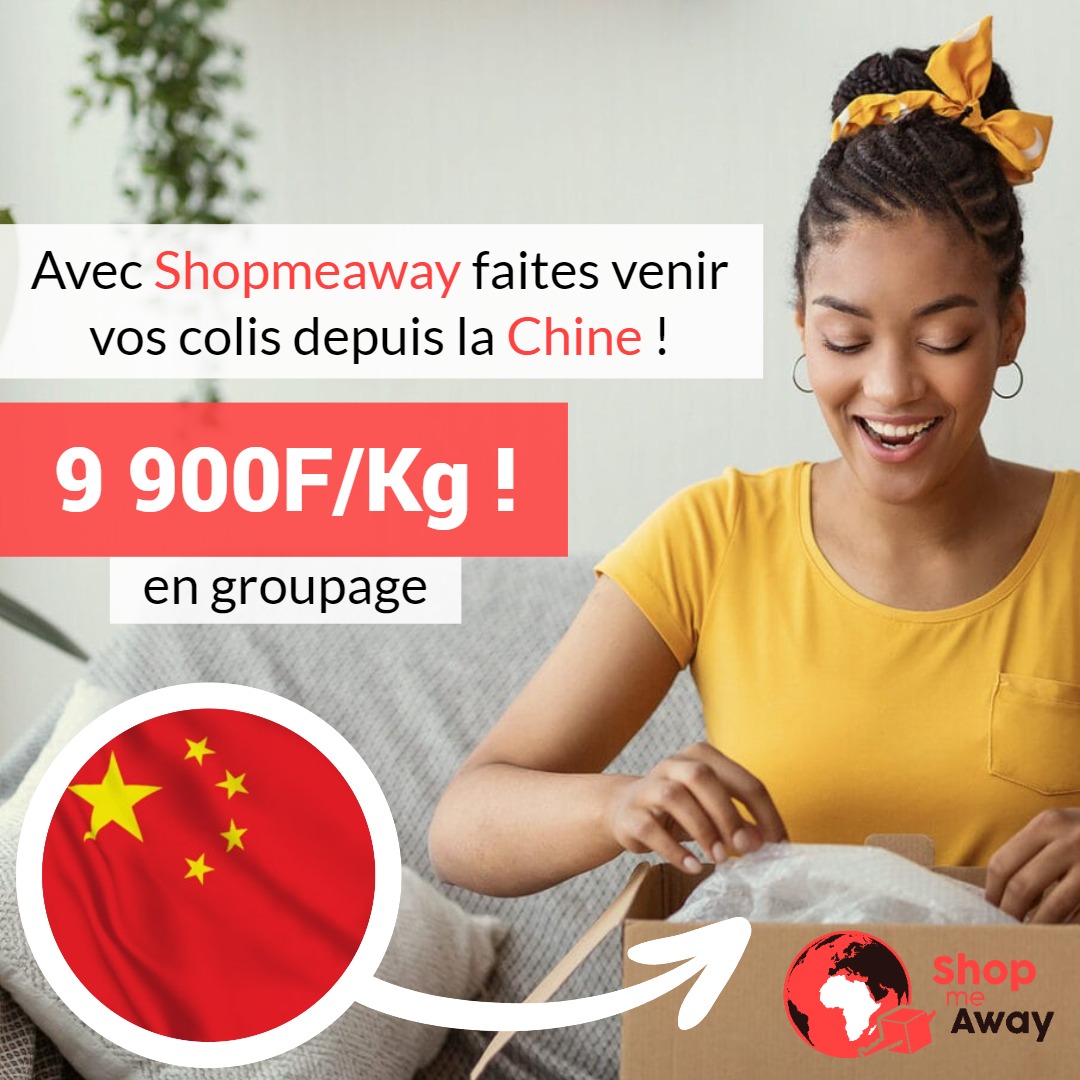 Avec Shopmeaway faites venir
vos colis depuis la Chine !
9 900F/Kg !
en groupage
Shop
me
Away